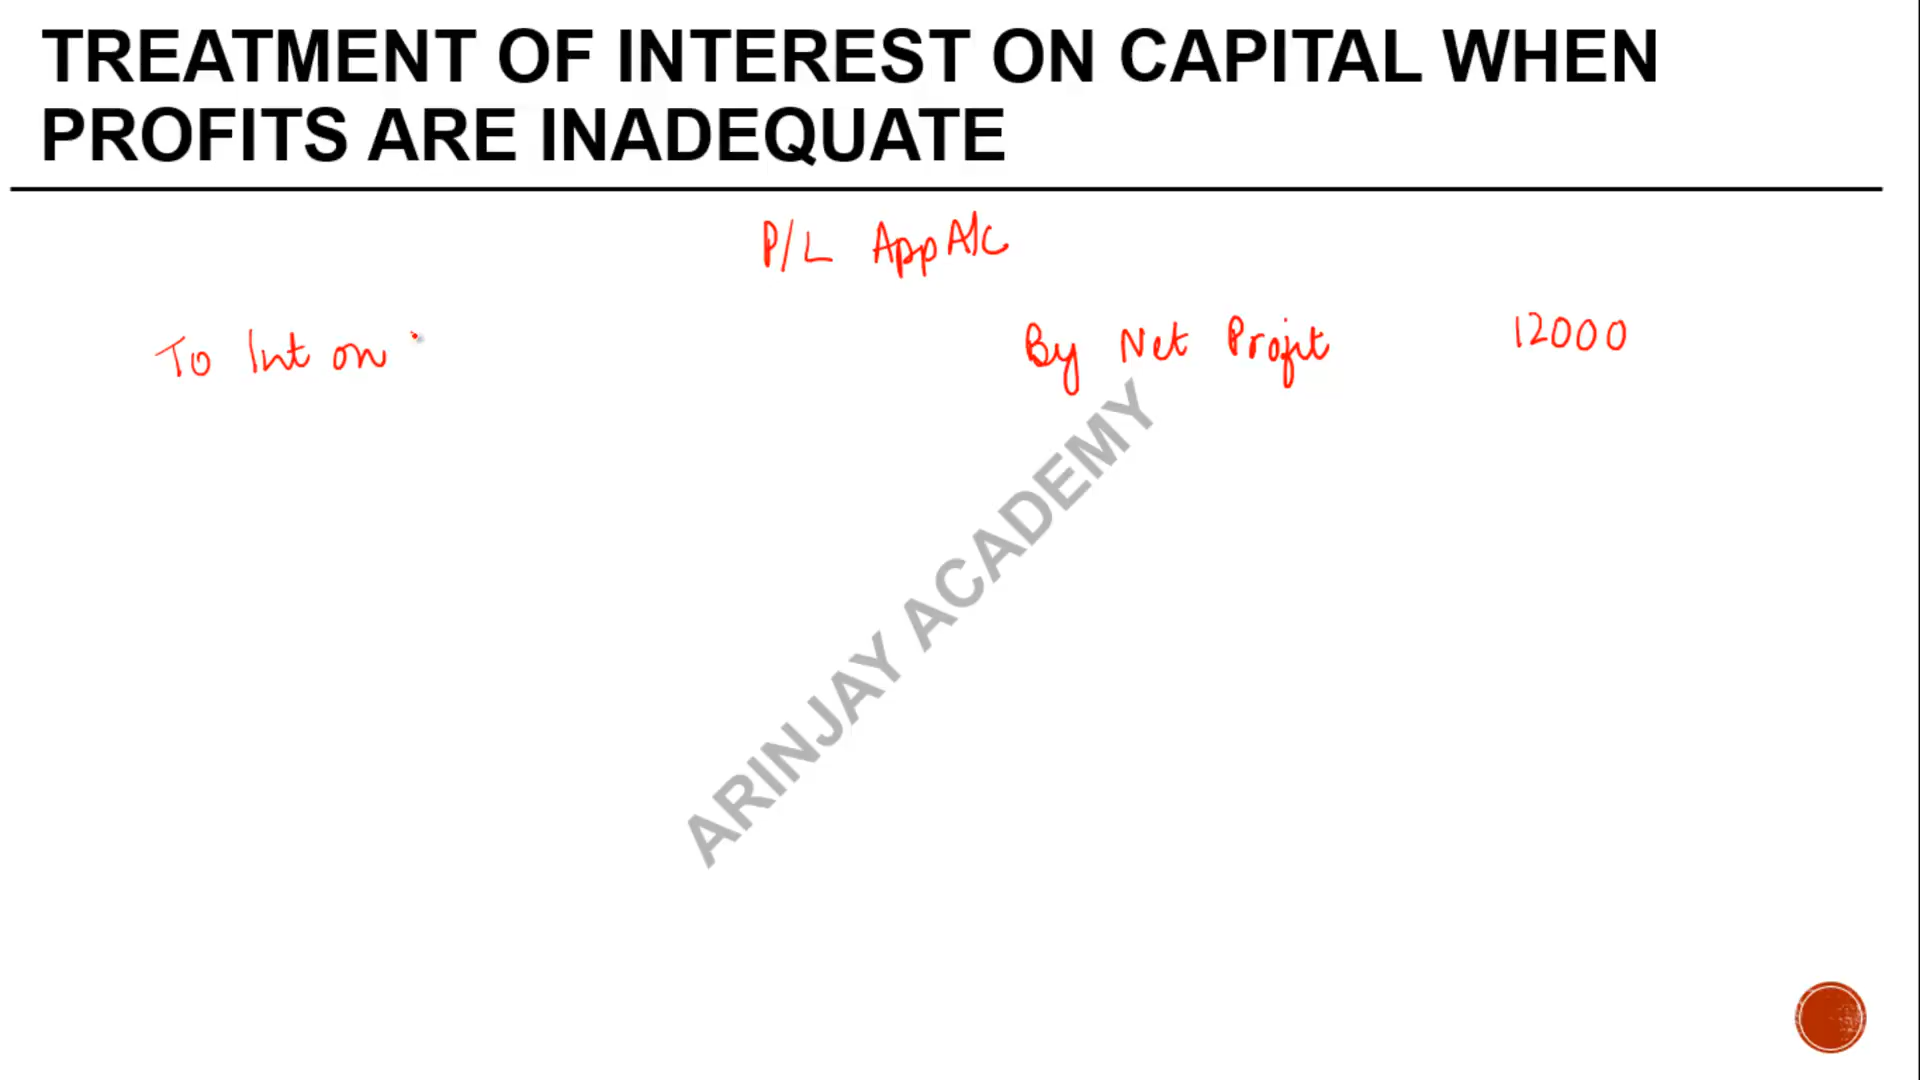 TREATMENT OF INTEREST ON CAPITAL WHEN
PROFITS ARE INADEQUATE
P/L App A/C
To Int on
By Net Profit 12000
ARINJAY ACADEMY